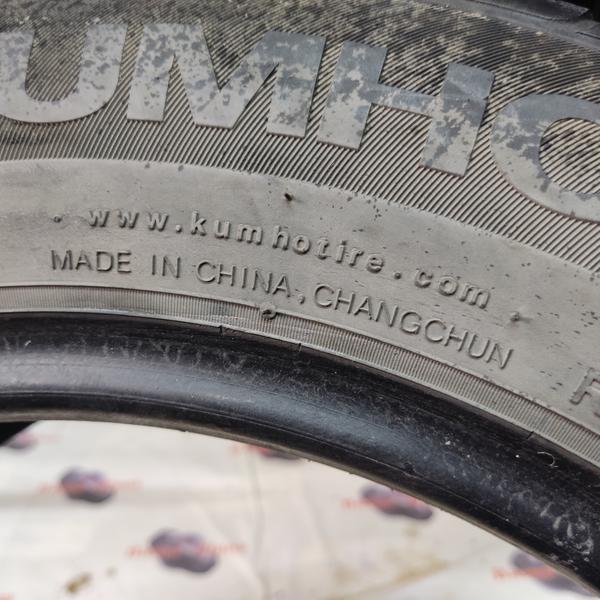 UMHO
www.kumhotire.com
MADE IN CHINA, CHANGCHUN